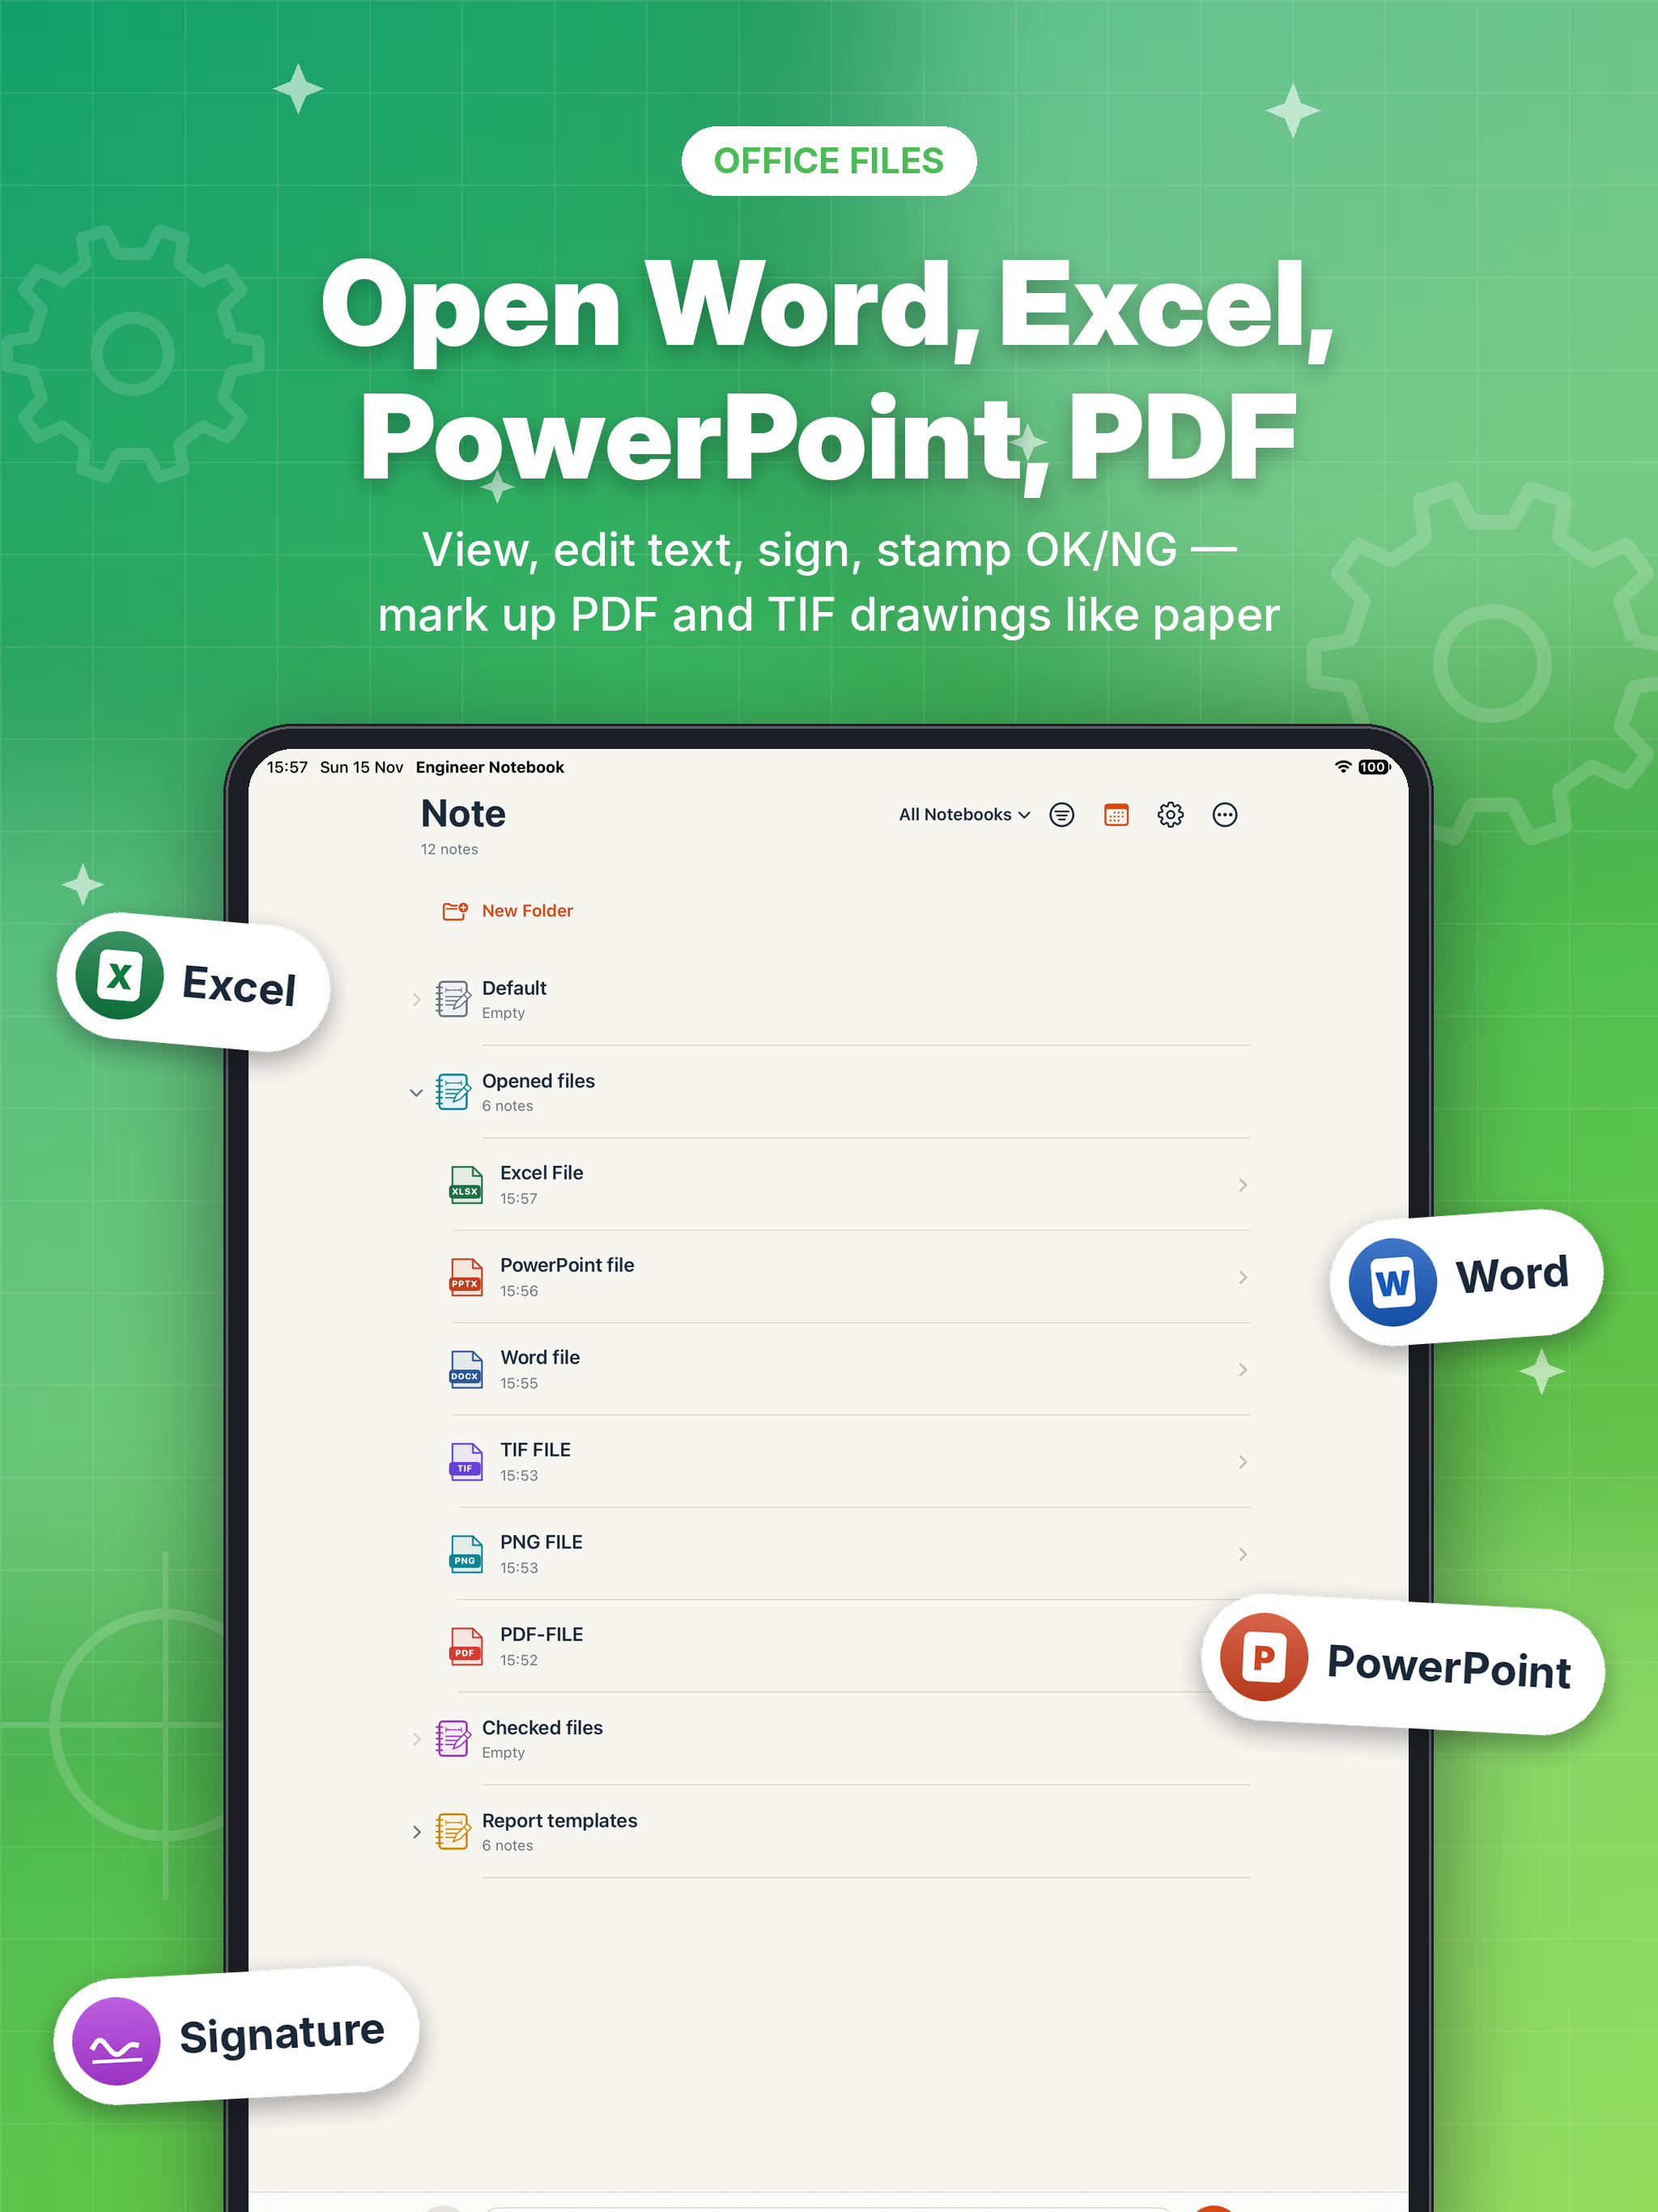 OFFICE FILES
Open Word, Excel,
PowerPoint, PDF
View, edit text, sign, stamp OK/NG —
mark up PDF and TIF drawings like paper
15:57 Sun 15 Nov Engineer Notebook 100
Note
All Notebooks
12 notes
New Folder
X Excel
Default
Empty
Opened files
6 notes
XLSX Excel File
15:57
PPTX PowerPoint file
15:56
W Word
DOCX Word file
15:55
TIF TIF FILE
15:53
PNG PNG FILE
15:53
PDF PDF-FILE
15:52
P PowerPoint
Checked files
Empty
Report templates
6 notes
Signature